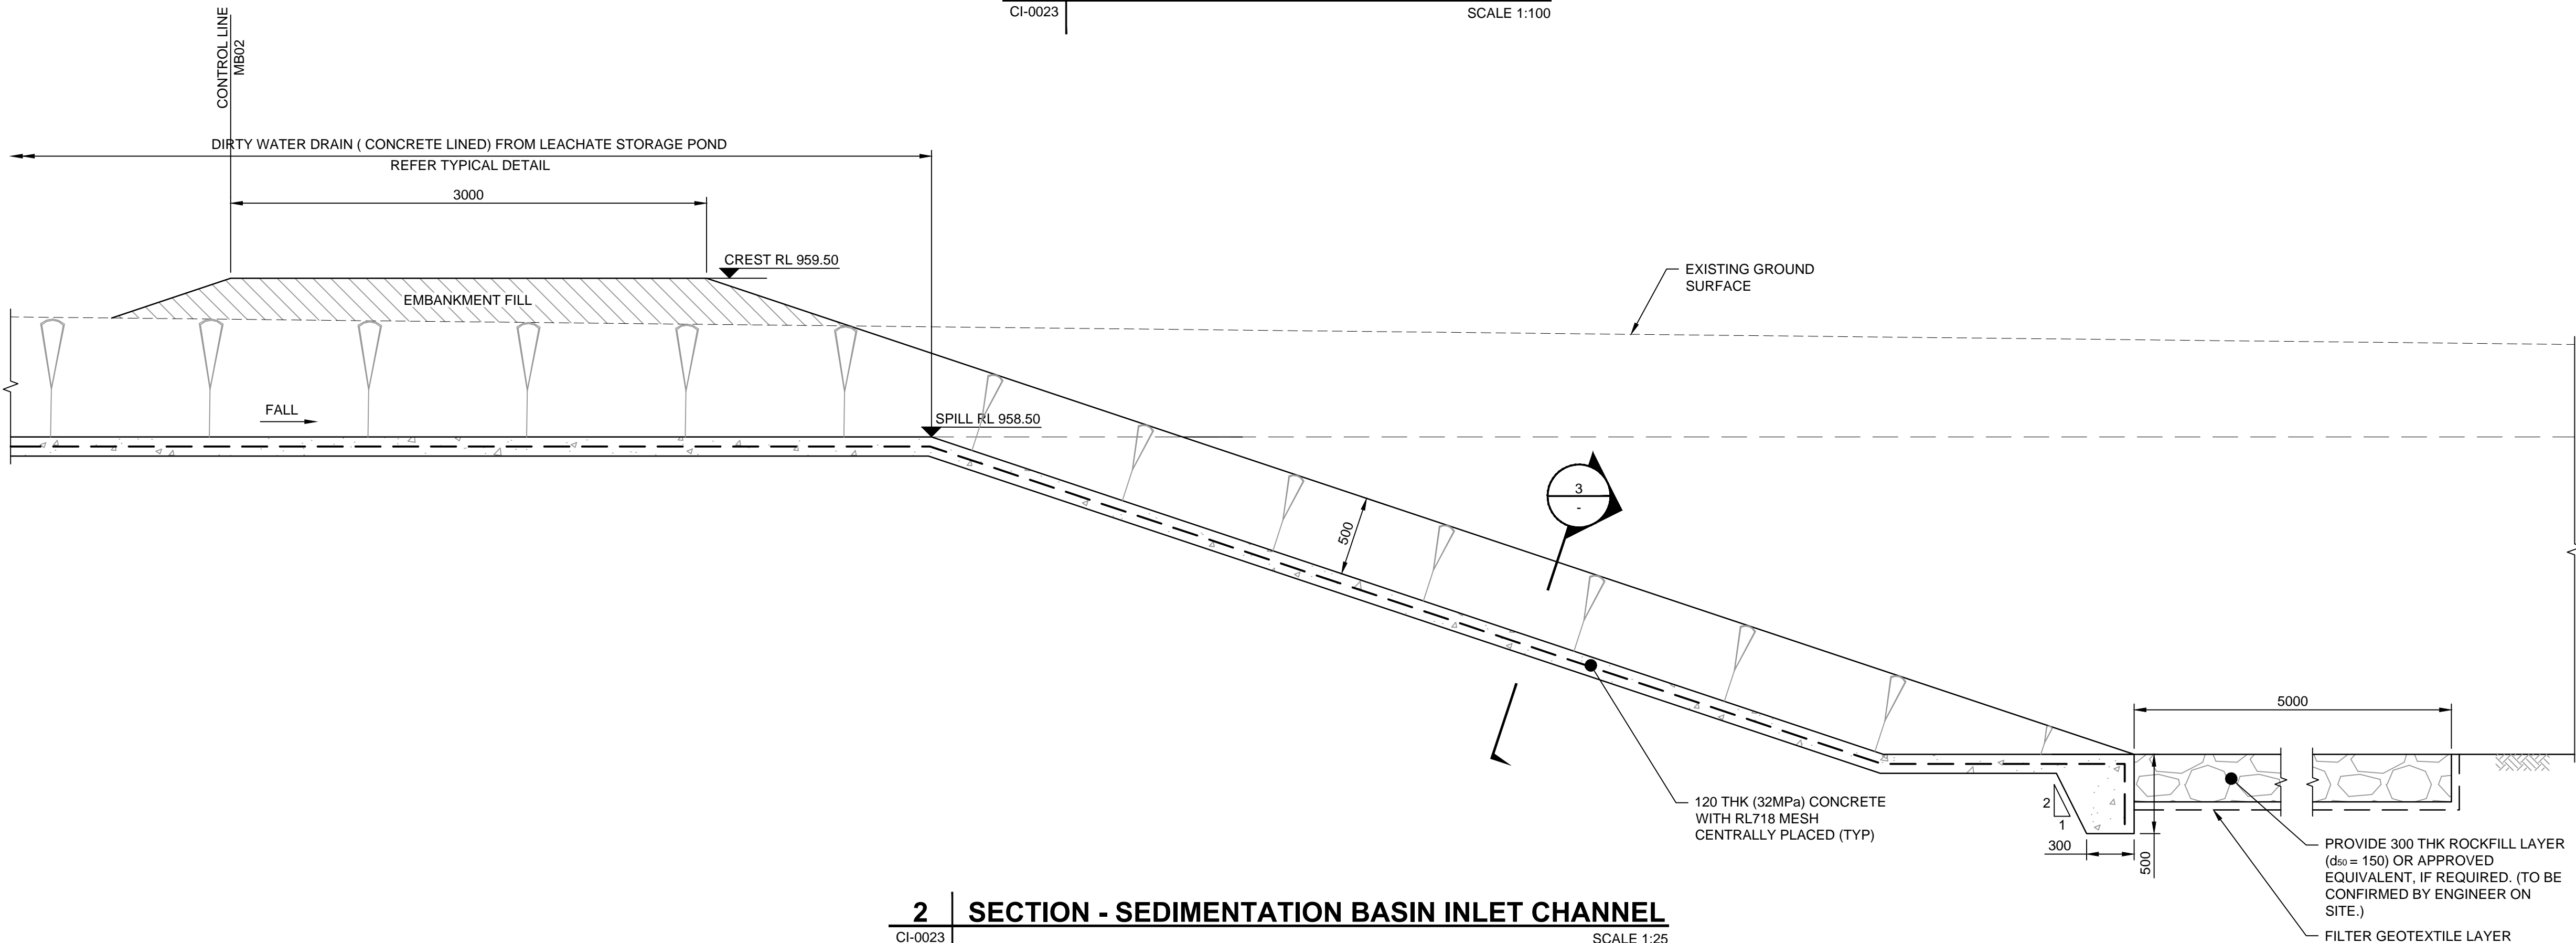 CI-0023
SCALE 1:100
CONTROL LINE
MB02
DIRTY WATER DRAIN ( CONCRETE LINED) FROM LEACHATE STORAGE POND
REFER TYPICAL DETAIL
3000
CREST RL 959.50
EMBANKMENT FILL
EXISTING GROUND
SURFACE
FALL
SPILL RL 958.50
3
-
500
5000
120 THK (32MPa) CONCRETE
WITH RL718 MESH
CENTRALLY PLACED (TYP)
2
1
300
500
PROVIDE 300 THK ROCKFILL LAYER
(d50 = 150) OR APPROVED
EQUIVALENT, IF REQUIRED. (TO BE
CONFIRMED BY ENGINEER ON
SITE.)
FILTER GEOTEXTILE LAYER
2 SECTION - SEDIMENTATION BASIN INLET CHANNEL
CI-0023
SCALE 1:25